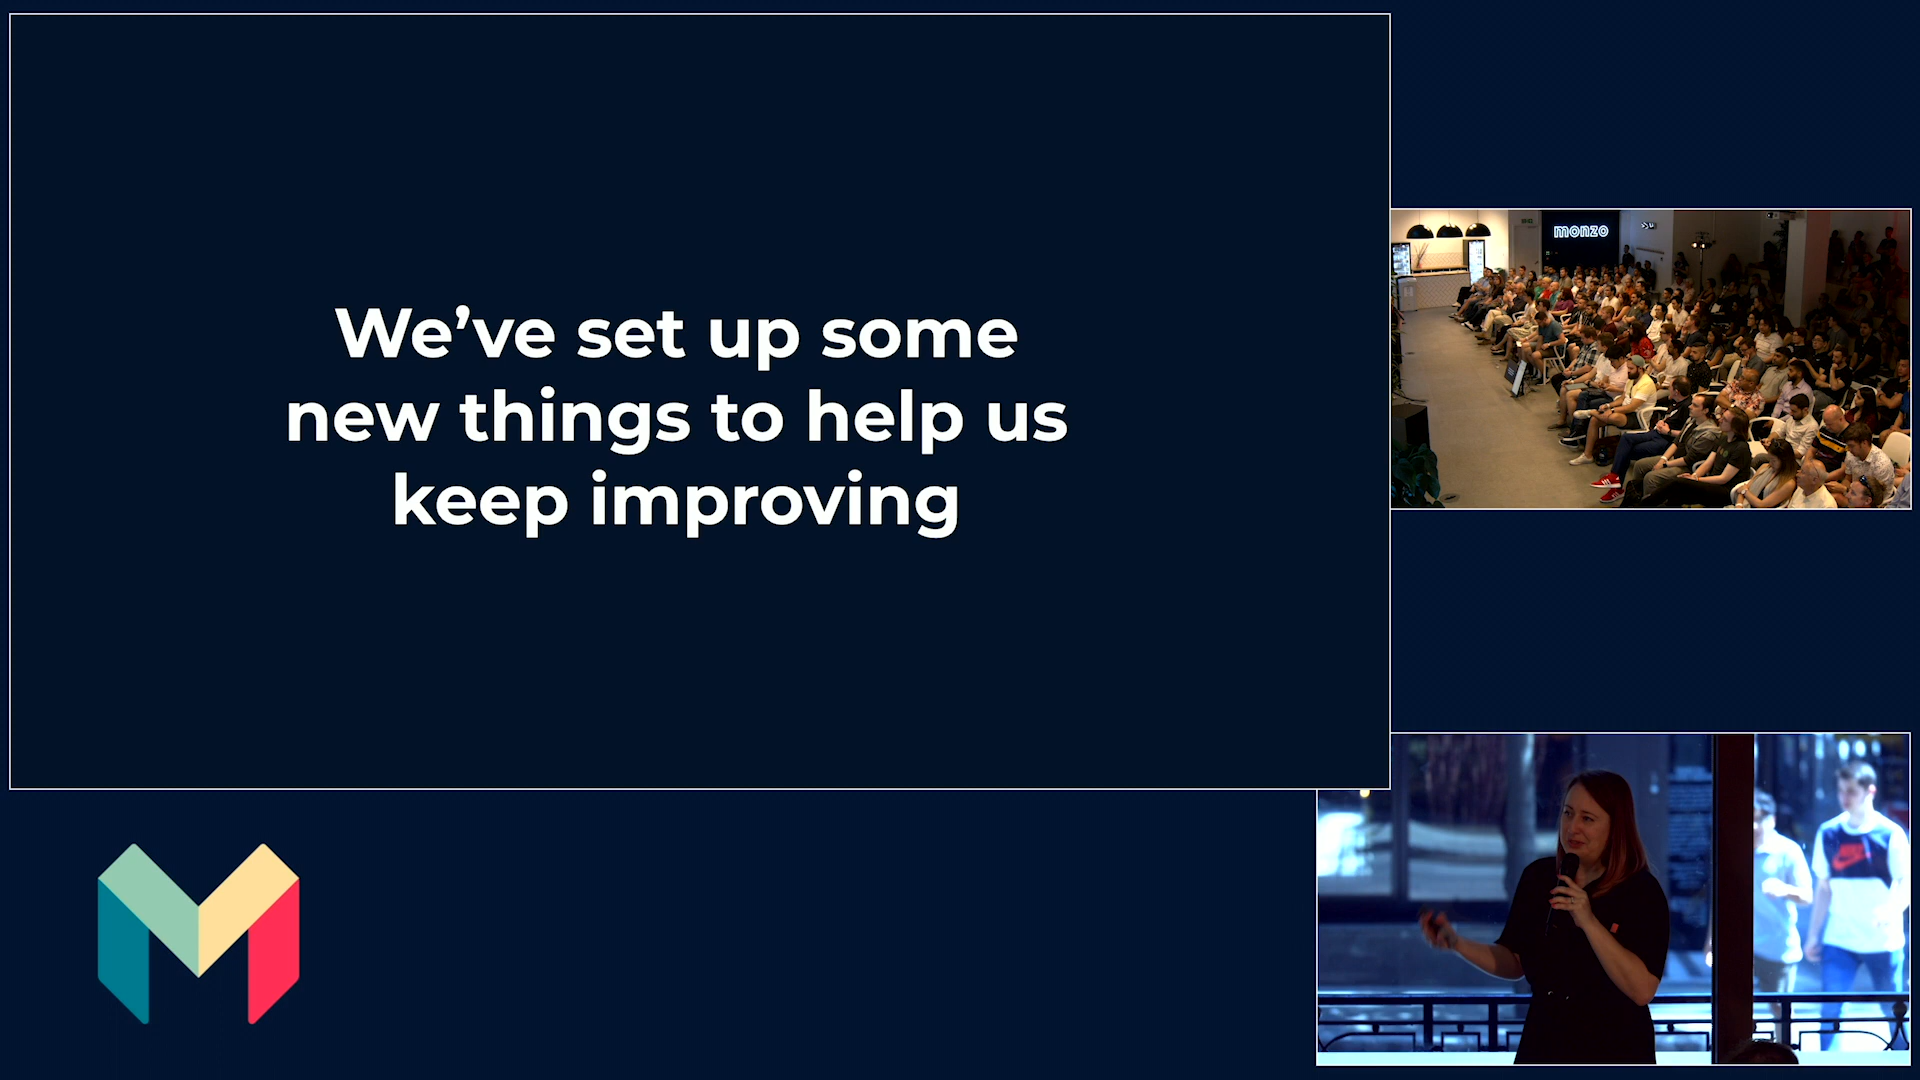 We’ve set up some
new things to help us
keep improving
monzo